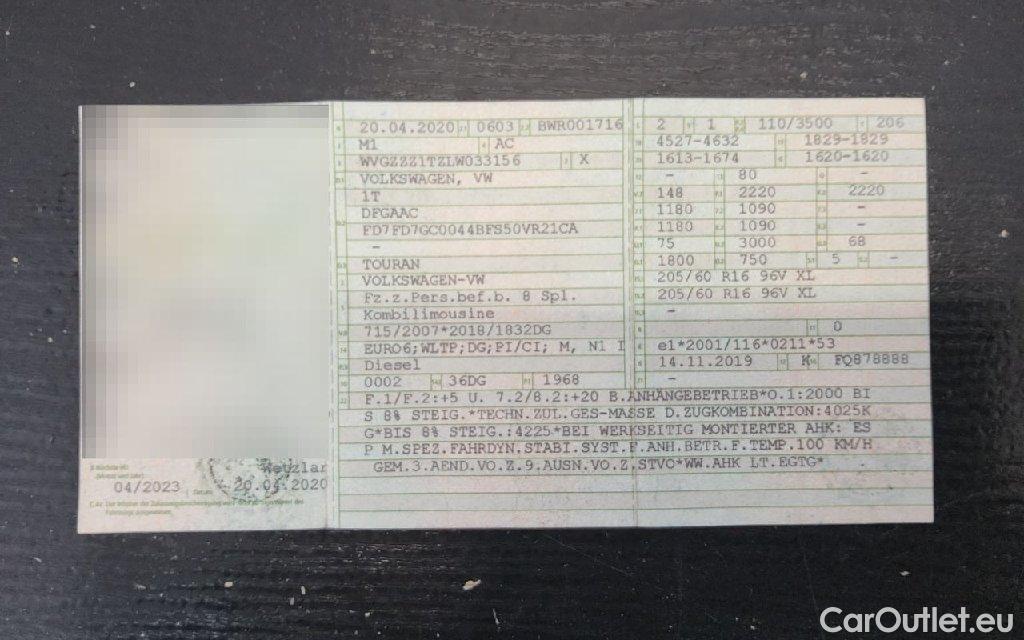 Wetzlar
04/2023 Datum 20.04.2020
20.04.2020 0603 BWR001716
M1 AC
WVGZZZ1TZLW033156 X
VOLKSWAGEN, VW
1T
DFGAAC
FD7FD7GC0044BFS50VR21CA
-
TOURAN
VOLKSWAGEN-VW
Fz.z.Pers.bef.b. 8 Spl.
Kombilimousine
715/2007*2018/1832DG
EURO6;WLTP;DG;PI/CI; M, N1 I
Diesel
0002 36DG 1968
2 1 110/3500 206
4527-4632 1829-1829
1613-1674 1620-1620
- 80 -
148 2220 2220
1180 1090 -
1180 1090 -
75 3000 68
1800 750 5 -
205/60 R16 96V XL
205/60 R16 96V XL
-
0
e1*2001/116*0211*53
14.11.2019 K FQ878888
-
F.1/F.2:+5 U. 7.2/8.2:+20 B.ANHÄNGEBETRIEB*O.1:2000 BI
S 8% STEIG.*TECHN.ZUL.GES-MASSE D.ZUGKOMBINATION:4025K
G*BIS 8% STEIG.:4225*BEI WERKSEITIG MONTIERTER AHK: ES
P M.SPEZ.FAHRDYN.STABI.SYST.F.ANH.BETR.F.TEMP.100 KM/H
GEM.3.AEND.VO.Z.9.AUSN.VO.Z.STVO*WW.AHK LT.EGTG*
CarOutlet.eu